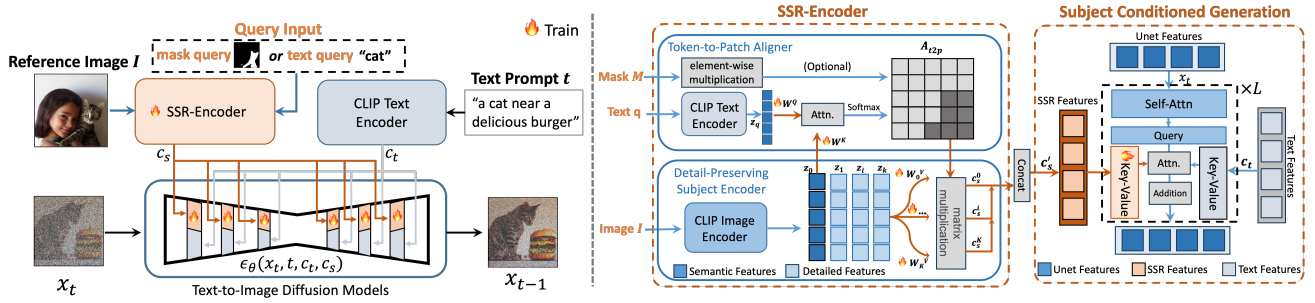 Query Input
mask query or text query "cat"
Train
Reference Image I
SSR-Encoder
CLIP Text
Encoder
Text Prompt t
"a cat near a
delicious burger"
c_s
c_t
x_t
ϵ_θ(x_t, t, c_t, c_s)
x_{t-1}
Text-to-Image Diffusion Models
SSR-Encoder
Token-to-Patch Aligner
A_{t2p}
Mask M
element-wise
multiplication
(Optional)
Text q
CLIP Text
Encoder
z_q
W^Q
Attn.
Softmax
W^K
Detail-Preserving
Subject Encoder
z_0
z_1
z_i
z_k
Image I
CLIP Image
Encoder
W_0^V
...
W_K^V
matrix
multiplication
c_s^0
c_s^i
c_s^K
Semantic Features
Detailed Features
Concat
Subject Conditioned Generation
Unet Features
x_t
×L
SSR Features
Self-Attn
Query
c_s'
Key-Value
Attn.
Addition
Key-Value
c_t
Text Features
Unet Features
SSR Features
Text Features